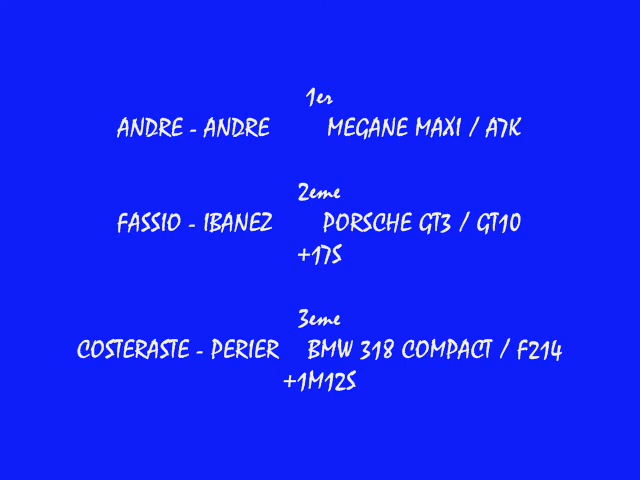 1er
ANDRE - ANDRE MEGANE MAXI / A7K
2eme
FASSIO - IBANEZ PORSCHE GT3 / GT10
+17S
3eme
COSTERASTE - PERIER BMW 318 COMPACT / F214
+1M12S